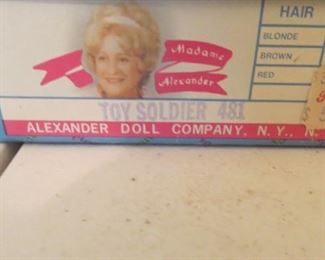 HAIR
BLONDE
BROWN ✓
RED
Madame
Alexander
TOY SOLDIER 481
ALEXANDER DOLL COMPANY, N.Y., N.